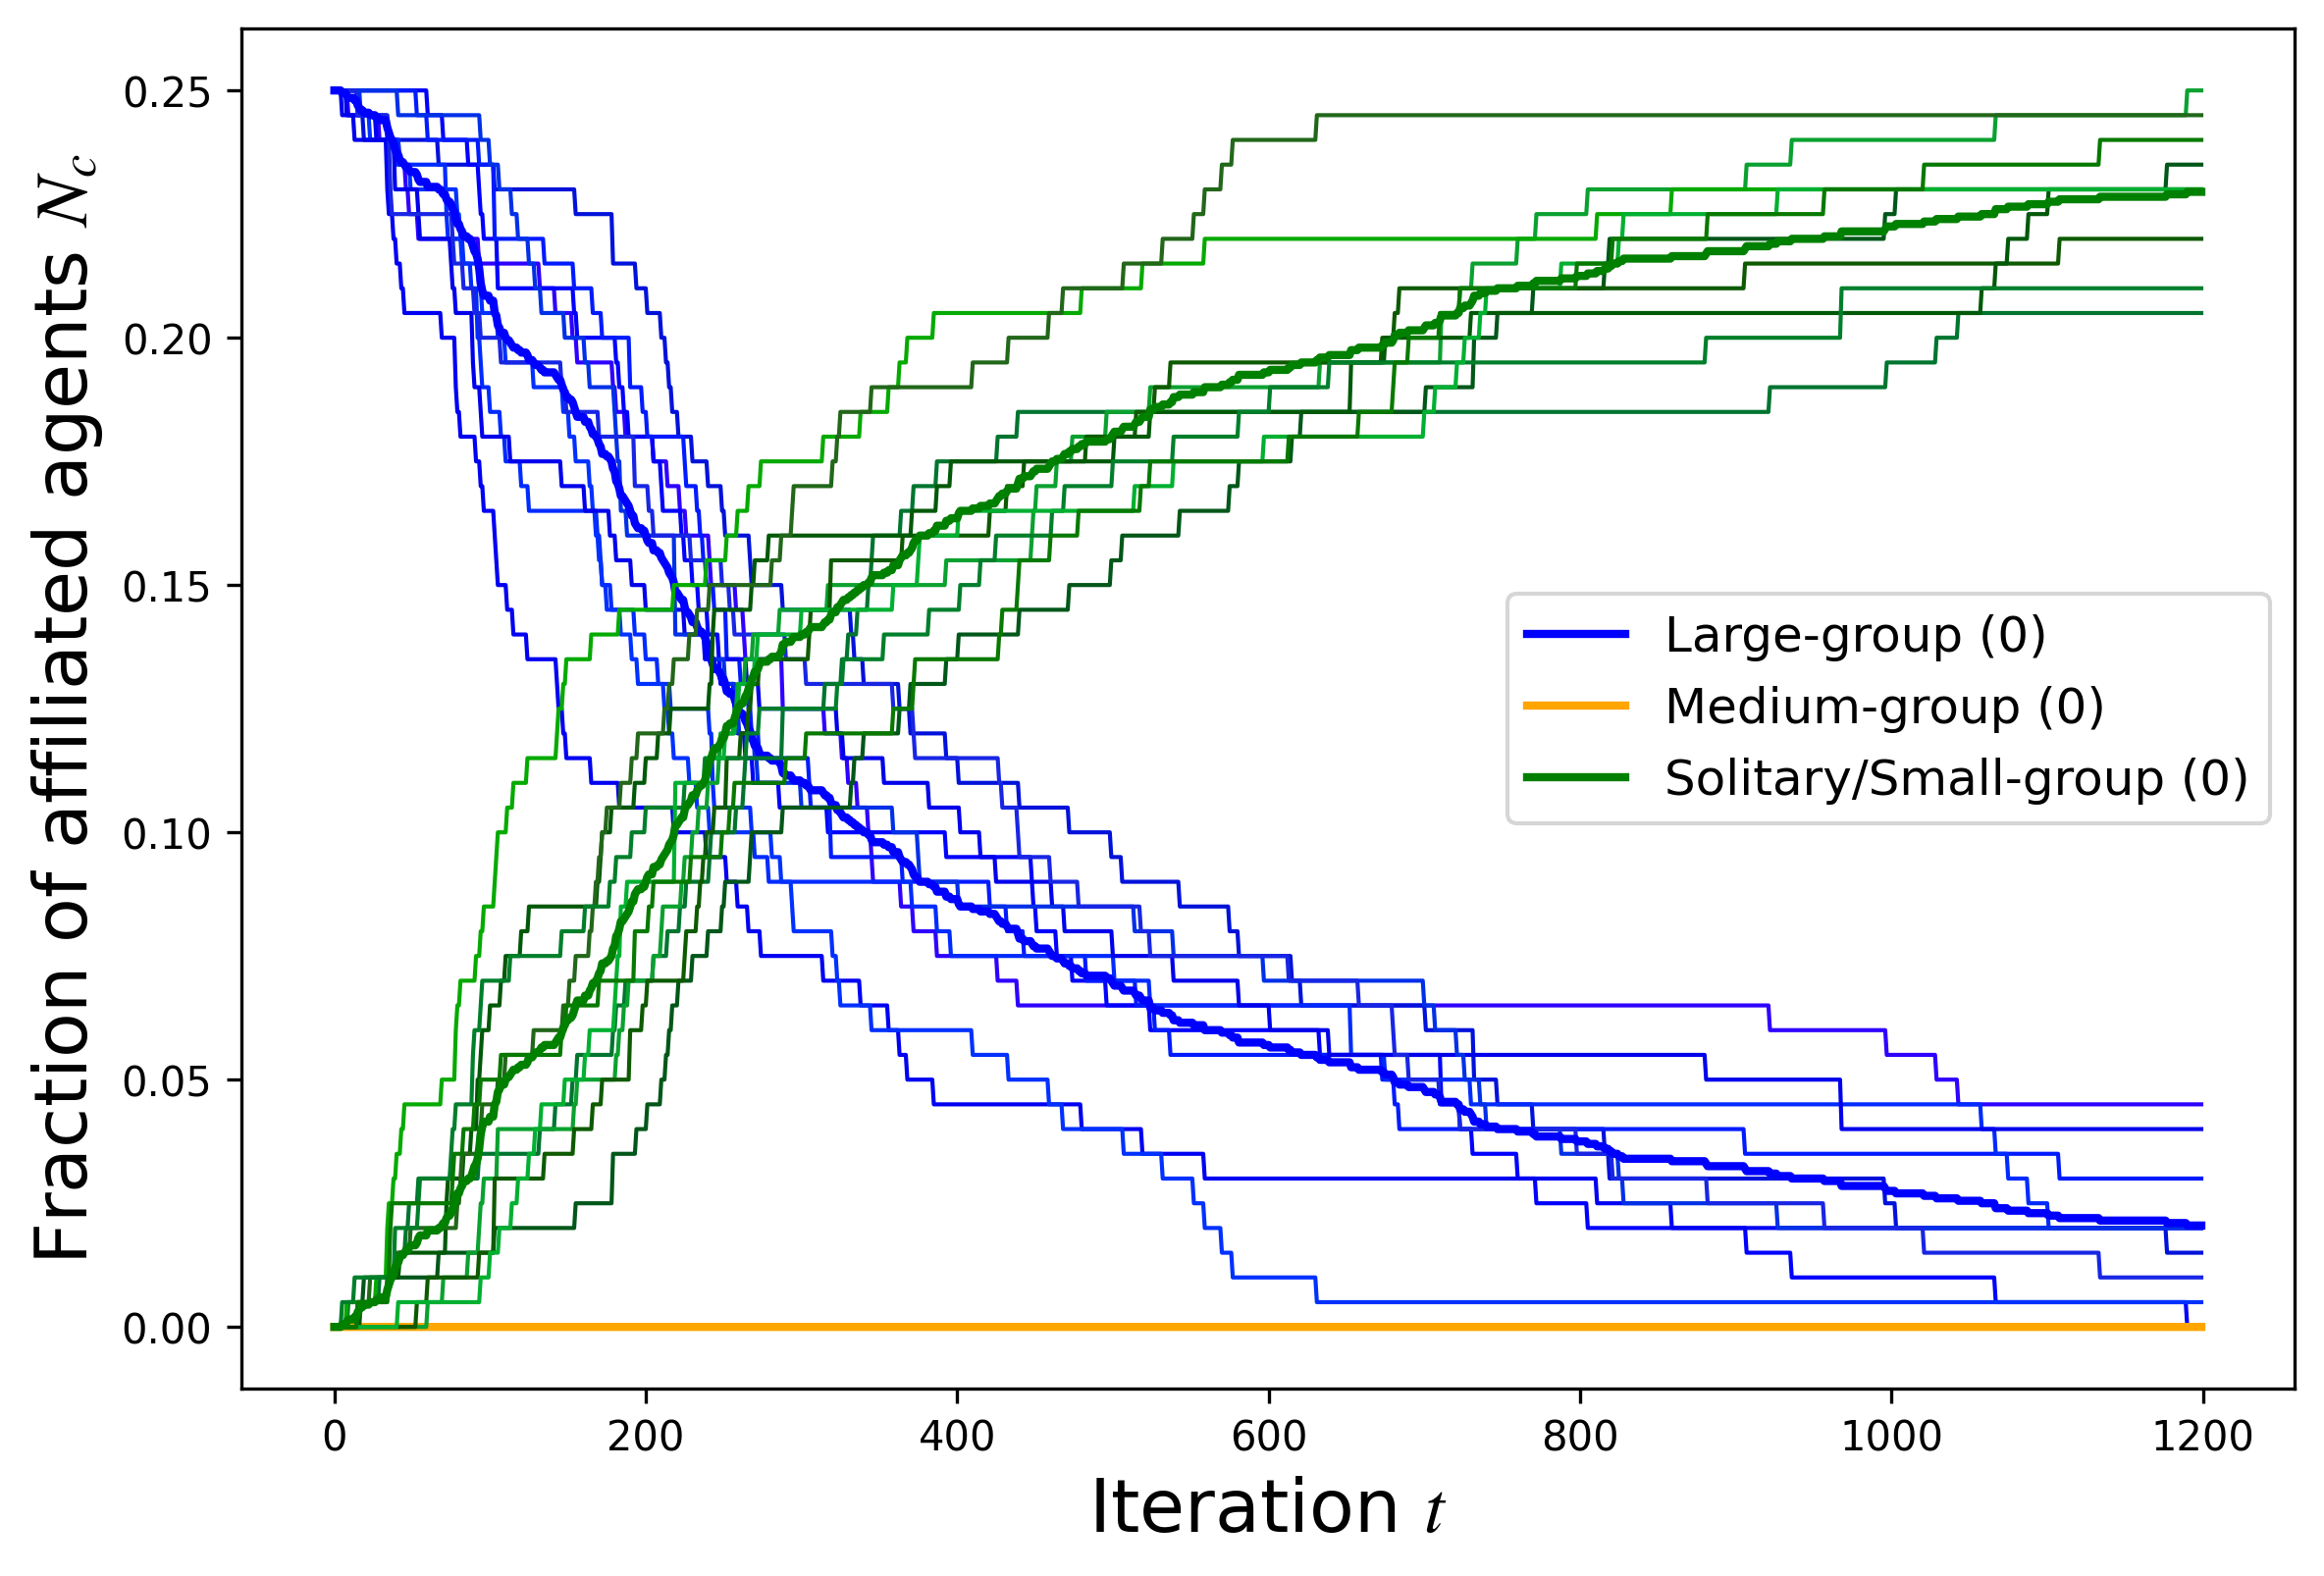 Fraction of affiliated agents N_c
0.25
0.20
0.15
0.10
0.05
0.00
Large-group (0)
Medium-group (0)
Solitary/Small-group (0)
0 200 400 600 800 1000 1200
Iteration t